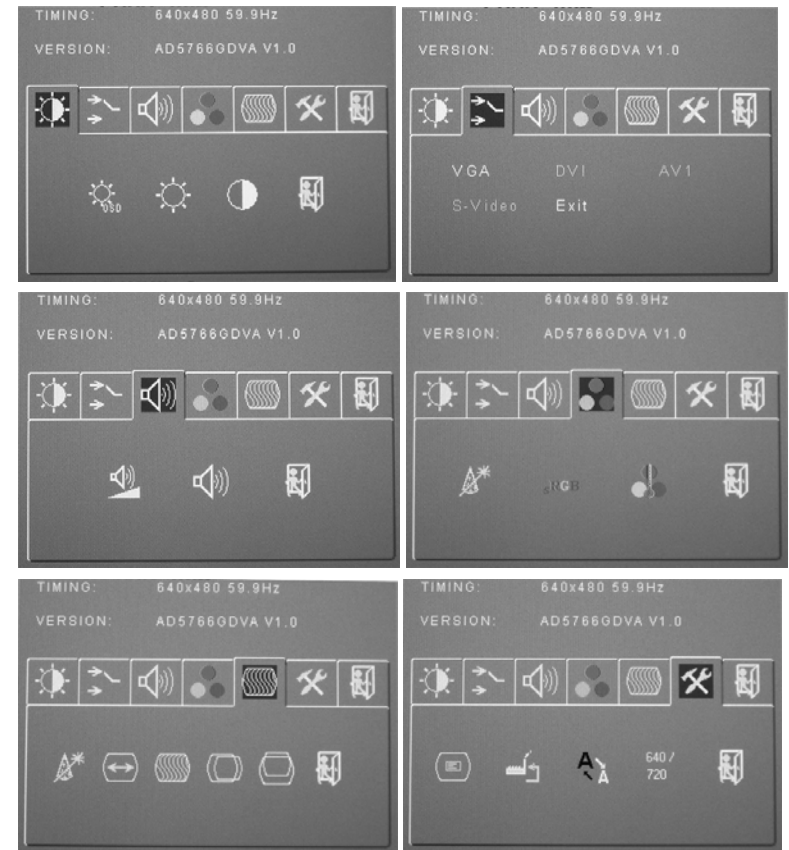 TIMING: 640x480 59.9Hz
VERSION: AD5766GDVA V1.0
OSD
TIMING: 640x480 59.9Hz
VERSION: AD5766GDVA V1.0
VGA DVI AV1
S-Video Exit
TIMING: 640x480 59.9Hz
VERSION: AD5766GDVA V1.0
TIMING: 640x480 59.9Hz
VERSION: AD5766GDVA V1.0
sRGB
TIMING: 640x480 59.9Hz
VERSION: AD5766GDVA V1.0
TIMING: 640x480 59.9Hz
VERSION: AD5766GDVA V1.0
A
A
640/
720